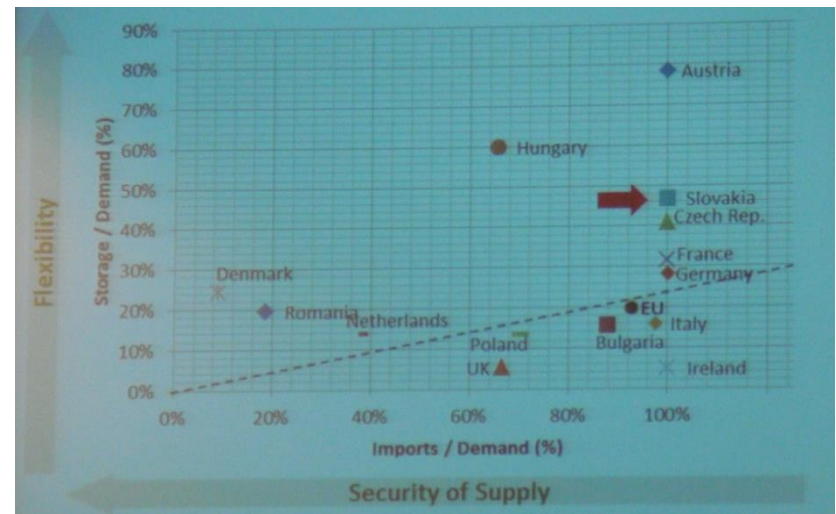 90%
80%
70%
60%
50%
40%
30%
20%
10%
0%
0%
20%
40%
60%
80%
100%
Storage / Demand (%)
Imports / Demand (%)
Flexibility
Security of Supply
Austria
Hungary
Slovakia
Czech Rep.
France
Germany
Denmark
Romania
Netherlands
EU
Italy
Poland
Bulgaria
UK
Ireland